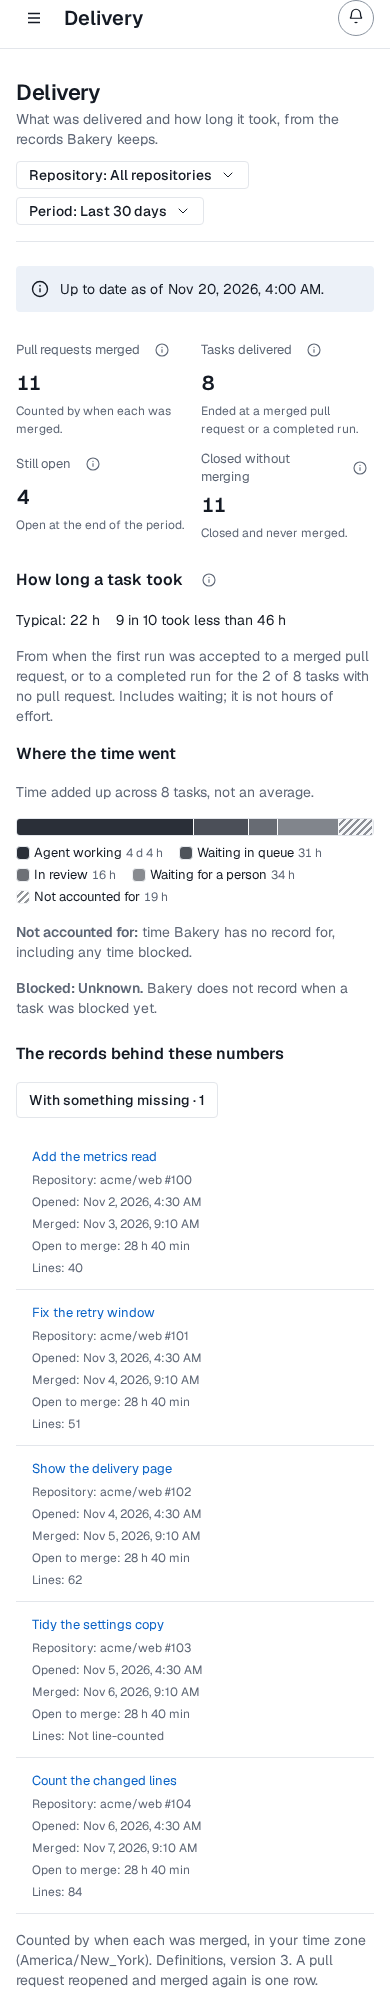 Delivery
Delivery
What was delivered and how long it took, from the
records Bakery keeps.
Repository: All repositories
Period: Last 30 days
Up to date as of Nov 20, 2026, 4:00 AM.
Pull requests merged
11
Counted by when each was
merged.
Tasks delivered
8
Ended at a merged pull
request or a completed run.
Still open
4
Open at the end of the period.
Closed without
merging
11
Closed and never merged.
How long a task took
Typical: 22 h 9 in 10 took less than 46 h
From when the first run was accepted to a merged pull
request, or to a completed run for the 2 of 8 tasks with
no pull request. Includes waiting; it is not hours of
effort.
Where the time went
Time added up across 8 tasks, not an average.
Agent working 4 d 4 h Waiting in queue 31 h
In review 16 h Waiting for a person 34 h
Not accounted for 19 h
Not accounted for: time Bakery has no record for,
including any time blocked.
Blocked: Unknown. Bakery does not record when a
task was blocked yet.
The records behind these numbers
With something missing · 1
Add the metrics read
Repository: acme/web #100
Opened: Nov 2, 2026, 4:30 AM
Merged: Nov 3, 2026, 9:10 AM
Open to merge: 28 h 40 min
Lines: 40
Fix the retry window
Repository: acme/web #101
Opened: Nov 3, 2026, 4:30 AM
Merged: Nov 4, 2026, 9:10 AM
Open to merge: 28 h 40 min
Lines: 51
Show the delivery page
Repository: acme/web #102
Opened: Nov 4, 2026, 4:30 AM
Merged: Nov 5, 2026, 9:10 AM
Open to merge: 28 h 40 min
Lines: 62
Tidy the settings copy
Repository: acme/web #103
Opened: Nov 5, 2026, 4:30 AM
Merged: Nov 6, 2026, 9:10 AM
Open to merge: 28 h 40 min
Lines: Not line-counted
Count the changed lines
Repository: acme/web #104
Opened: Nov 6, 2026, 4:30 AM
Merged: Nov 7, 2026, 9:10 AM
Open to merge: 28 h 40 min
Lines: 84
Counted by when each was merged, in your time zone
(America/New_York). Definitions, version 3. A pull
request reopened and merged again is one row.